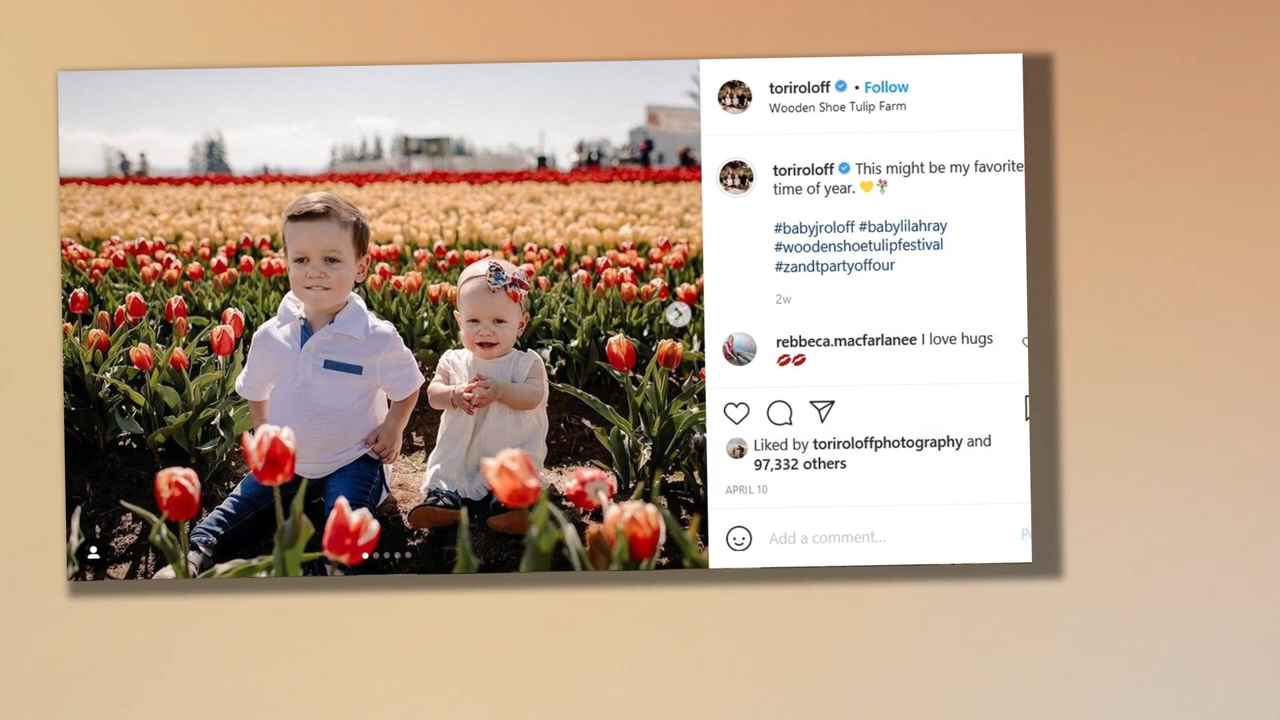 toriroloff • Follow
Wooden Shoe Tulip Farm
toriroloff This might be my favorite
time of year. 💛💐
#babyjroloff #babylilahray
#woodenshoetulipfestival
#zandtpartyoffour
2w
rebbeca.macfarlanee I love hugs
💋💋
Liked by toriroloffphotography and
97,332 others
APRIL 10
Add a comment...